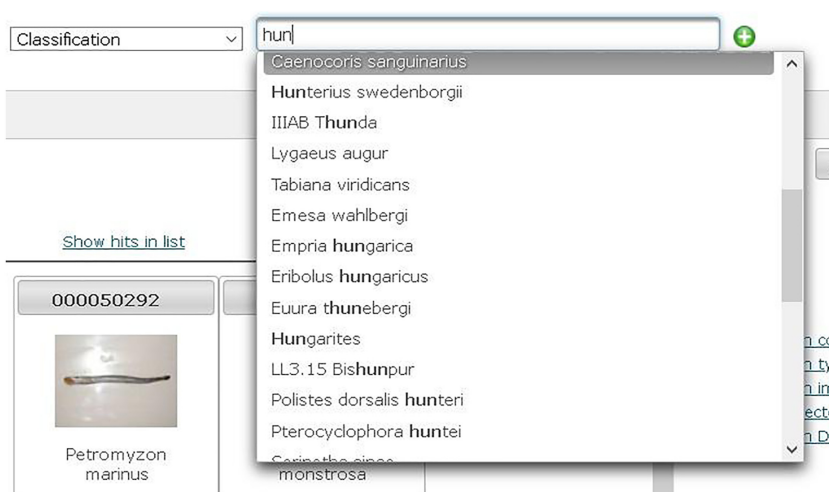 Classification
hun
Caenocoris sanguinarius
Hunterius swedenborgii
IIIAB Thunda
Lygaeus augur
Tabiana viridicans
Emesa wahlbergi
Empria hungarica
Eribolus hungaricus
Euura thunebergi
Hungarites
LL3.15 Bishunpur
Polistes dorsalis hunteri
Pterocyclophora huntei
Show hits in list
000050292
Petromyzon
marinus
monstrosa